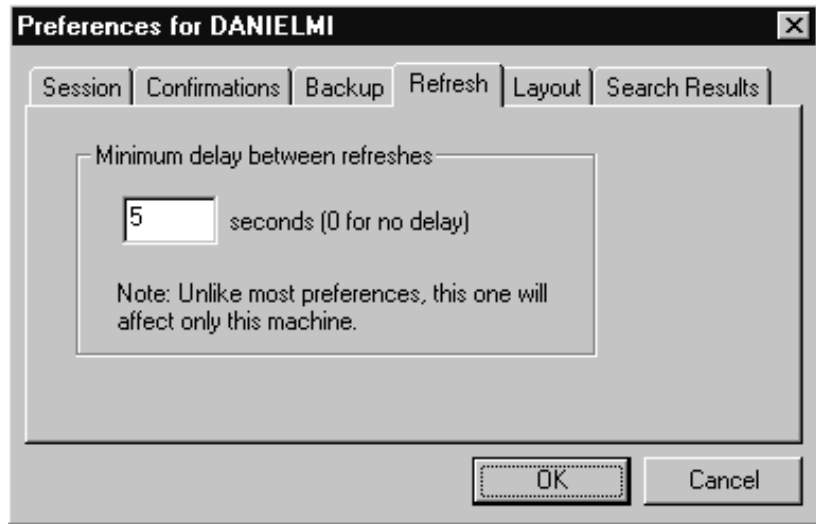 Preferences for DANIELMI
Session Confirmations Backup Refresh Layout Search Results
Minimum delay between refreshes
5 seconds (0 for no delay)
Note: Unlike most preferences, this one will
affect only this machine.
OK Cancel